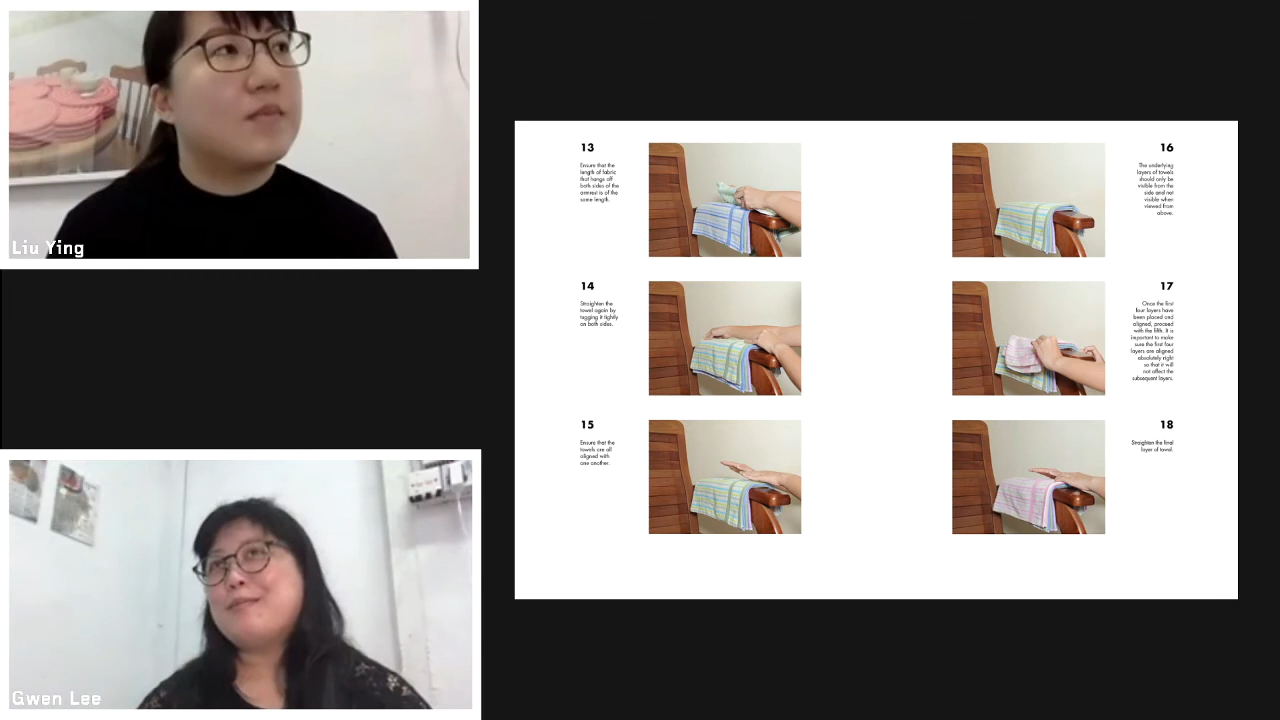 Liu Ying
Gwen Lee
13
Ensure that the
length of fabric
that hangs off
both sides of the
armrest is of the
same length.
14
Straighten the
towel again by
tugging it tightly
on both sides.
15
Ensure that the
towels are all
aligned with
one another.
16
The underlying
layers of towels
should only be
visible from the
side and not
viewed from
above.
17
Once the first
four layers have
been placed and
aligned, proceed
with the fifth. It is
important to make
sure the first four
layers are aligned
absolutely right
so that it will
not affect the
subsequent layers.
18
Straighten the final
layer of towel.